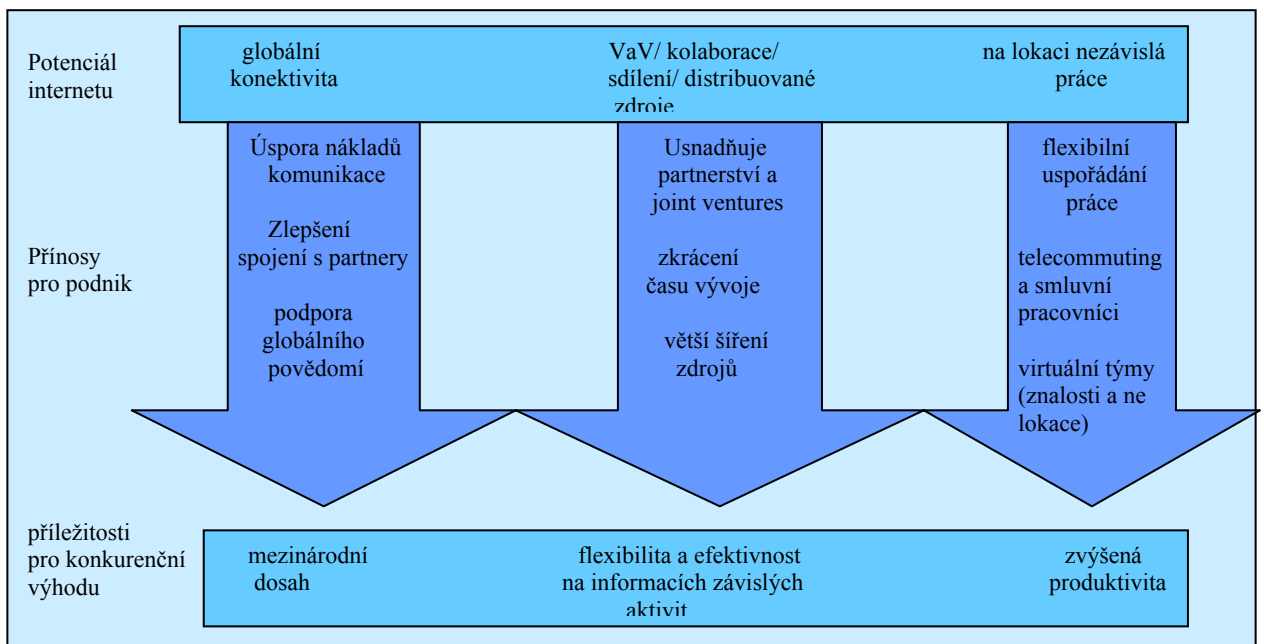 Potenciál
internetu
globální
konektivita
VaV/ kolaborace/
sdílení/ distribuované
zdroje
na lokaci nezávislá
práce
Přínosy
pro podnik
Úspora nákladů
komunikace
Zlepšení
spojení s partnery
podpora
globálního
povědomí
Usnadňuje
partnerství a
joint ventures
zkrácení
času vývoje
větší šíření
zdrojů
flexibilní
uspořádání
práce
telecommuting
a smluvní
pracovníci
virtuální týmy
(znalosti a ne
lokace)
příležitosti
pro konkurenční
výhodu
mezinárodní
dosah
flexibilita a efektivnost
na informacích závislých
aktivit
zvýšená
produktivita